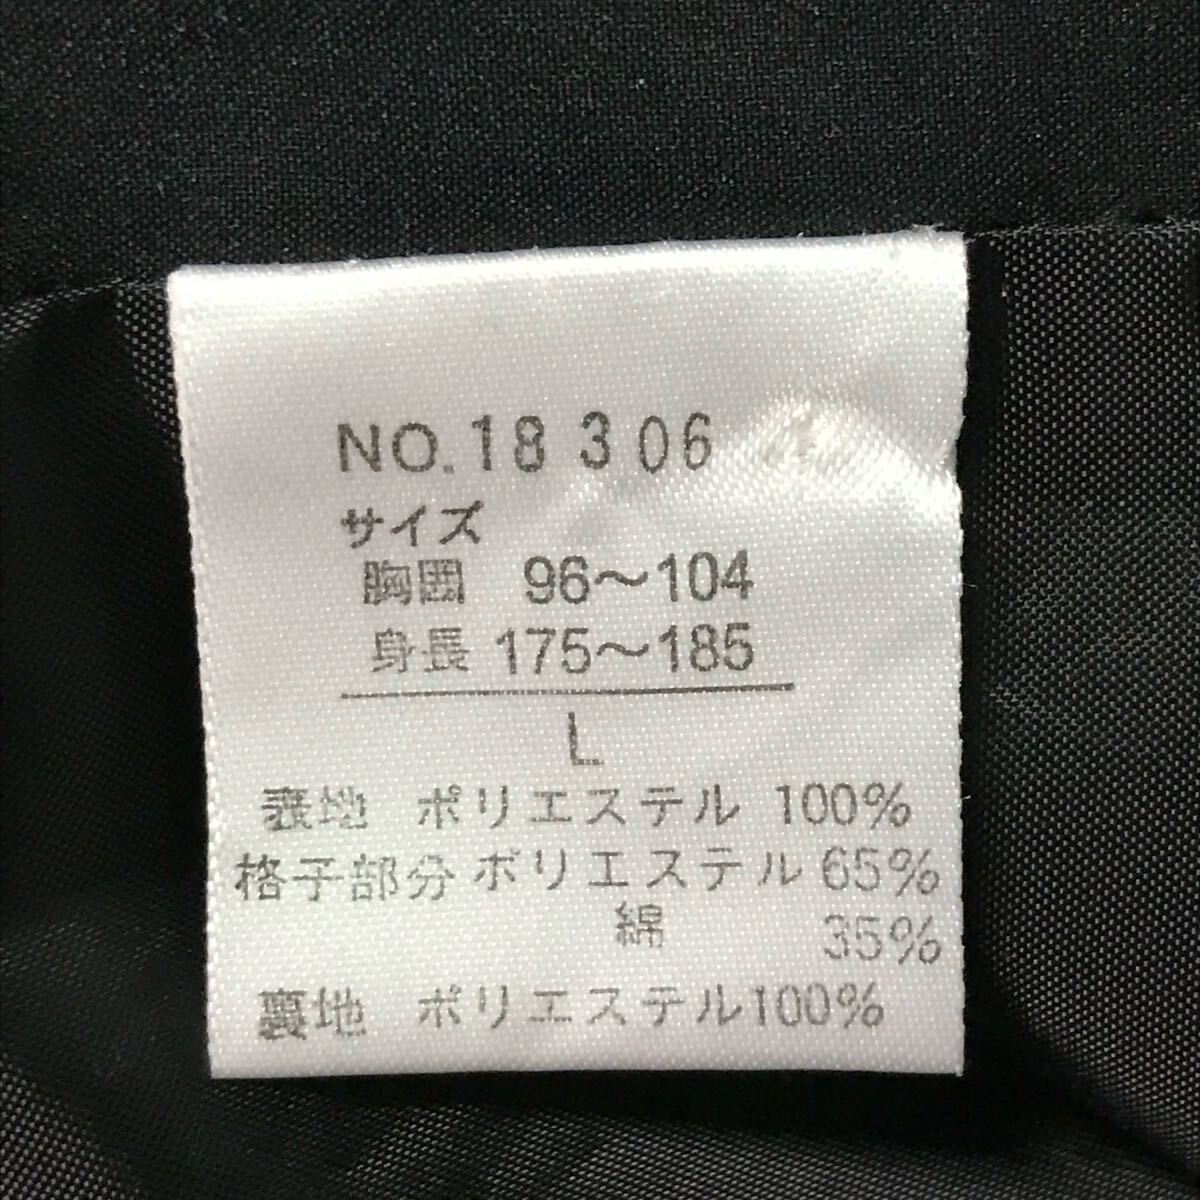 NO.18 3 06
サイズ
胸囲 96～104
身長 175～185
L
表地 ポリエステル 100%
格子部分 ポリエステル 65%
綿 35%
裏地 ポリエステル100%